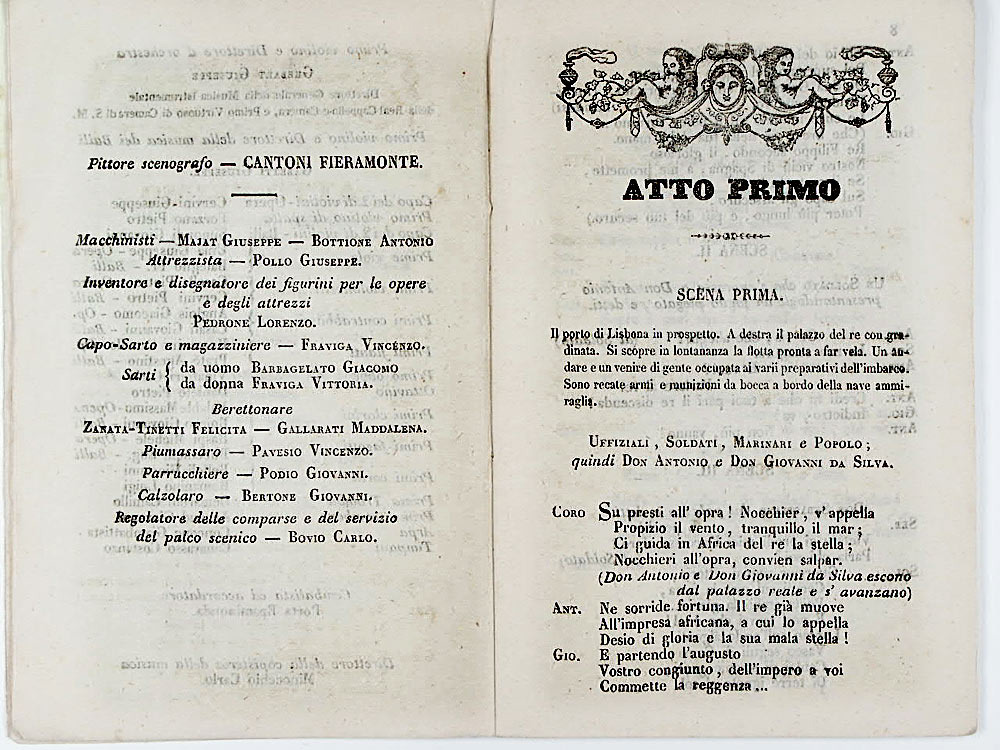 Pittore scenografo — CANTONI FIERAMONTE.
Macchinisti — MAJAT GIUSEPPE — BOTTIONE ANTONIO
Attrezzista — POLLO GIUSEPPE.
Inventore e disegnatore dei figurini per le opere
e degli attrezzi
PEDRONE LORENZO.
Capo-Sarto e magazziniere — FRAVIGA VINCENZO.
Sarti { da uomo BARBAGELATO GIACOMO
da donna FRAVIGA VITTORIA.
Berettonare
ZANATA-TINETTI FELICITA — GALLARATI MADDALENA.
Piumassaro — PAVESIO VINCENZO.
Parrucchiere — PODIO GIOVANNI.
Calzolaro — BERTONE GIOVANNI.
Regolatore delle comparse e del servizio
del palco scenico — BOVIO CARLO.
ATTO PRIMO
SCENA PRIMA.
Il porto di Lisbona in prospetto. A destra il palazzo del re con gra-
dinata. Si scopre in lontananza la flotta pronta a far vela. Un an-
dare e un venire di gente occupata ai varii preparativi dell'imbarco.
Sono recate armi e munizioni da bocca a bordo della nave ammi-
raglia.
UFFIZIALI, SOLDATI, MARINARI e POPOLO;
quindi DON ANTONIO e DON GIOVANNI DA SILVA.
CORO Su presti all' opra! Nocchier, v' appella
Propizio il vento, tranquillo il mar;
Ci guida in Africa del re la stella;
Nocchieri all'opra, convien salpar.
(Don Antonio e Don Giovanni da Silva escono
dal palazzo reale e s' avanzano)
ANT. Ne sorride fortuna. Il re già muove
All'impresa africana, a cui lo appella
Desio di gloria e la sua mala stella!
GIO. E partendo l'augusto
Vostro congiunto, dell'impero a voi
Commette la reggenza...